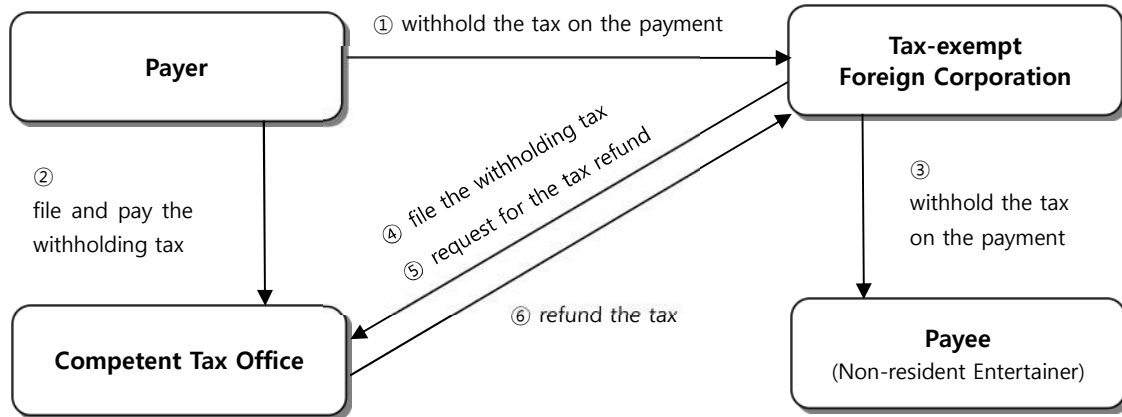 ① withhold the tax on the payment
Payer
Tax-exempt
Foreign Corporation
②
file and pay the
withholding tax
④ file the withholding tax
⑤ request for the tax refund
⑥ refund the tax
③
withhold the tax
on the payment
Competent Tax Office
Payee
(Non-resident Entertainer)